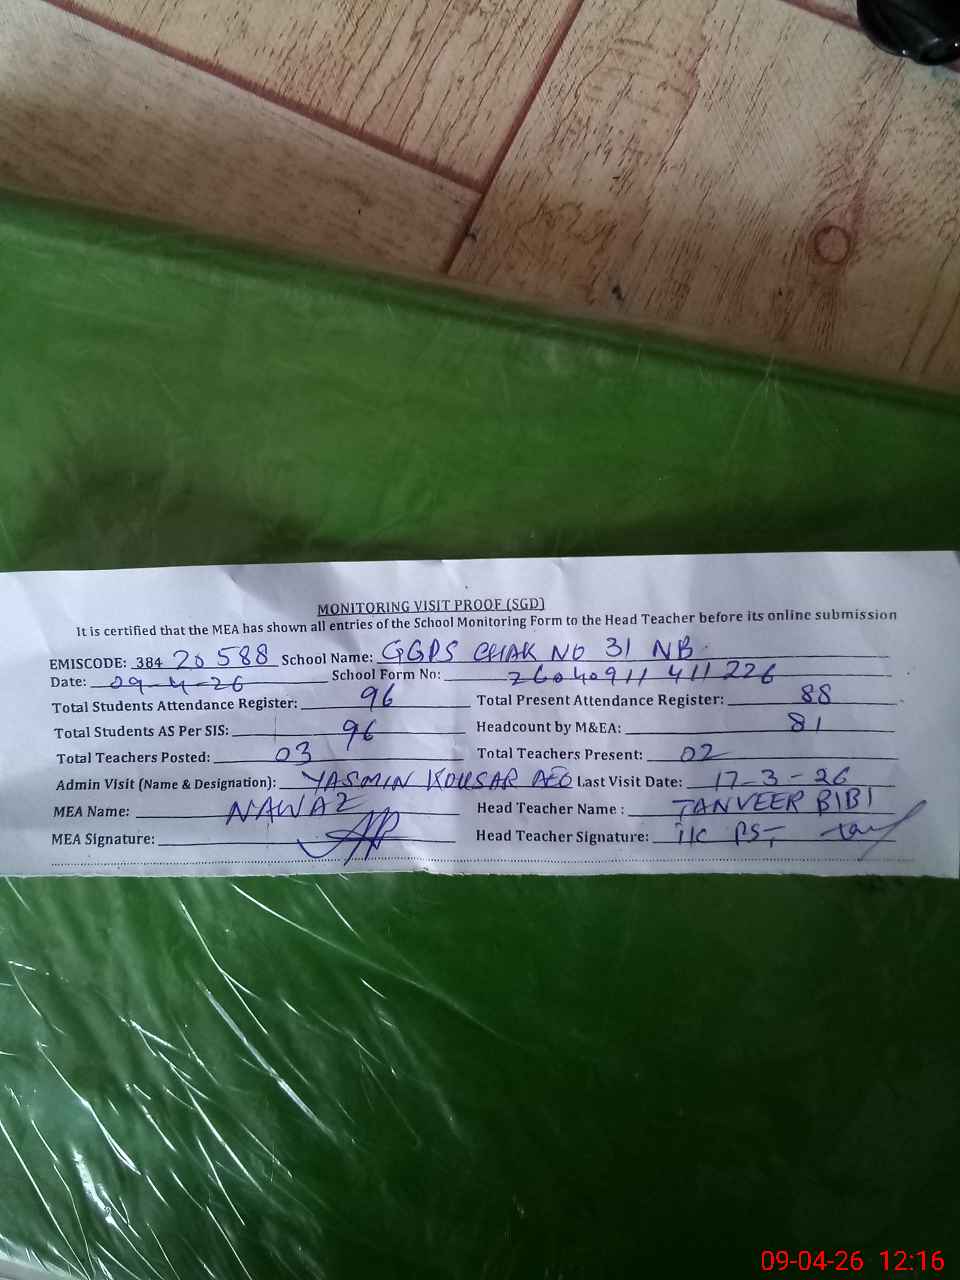 MONITORING VISIT PROOF (SGD)
It is certified that the MEA has shown all entries of the School Monitoring Form to the Head Teacher before its online submission
EMISCODE: 384 20588 School Name: GGPS CHAK NO 31 NB
Date: 09-4-26 School Form No: 26040911411226
Total Students Attendance Register: 96 Total Present Attendance Register: 88
Total Students AS Per SIS: 96 Headcount by M&EA: 81
Total Teachers Posted: 03 Total Teachers Present: 02
Admin Visit (Name & Designation): YASMIN KOUSAR AEO Last Visit Date: 17-3-26
MEA Name: NAWAZ Head Teacher Name : TANVEER BIBI
MEA Signature: Head Teacher Signature: I/C PST
09-04-26 12:16